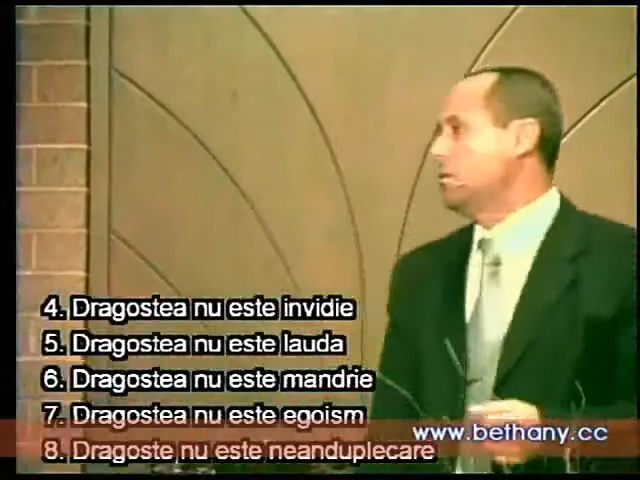 4. Dragostea nu este invidie
5. Dragostea nu este lauda
6. Dragostea nu este mandrie
7. Dragostea nu este egoism
www.bethany.cc
8. Dragoste nu este neanduplecare